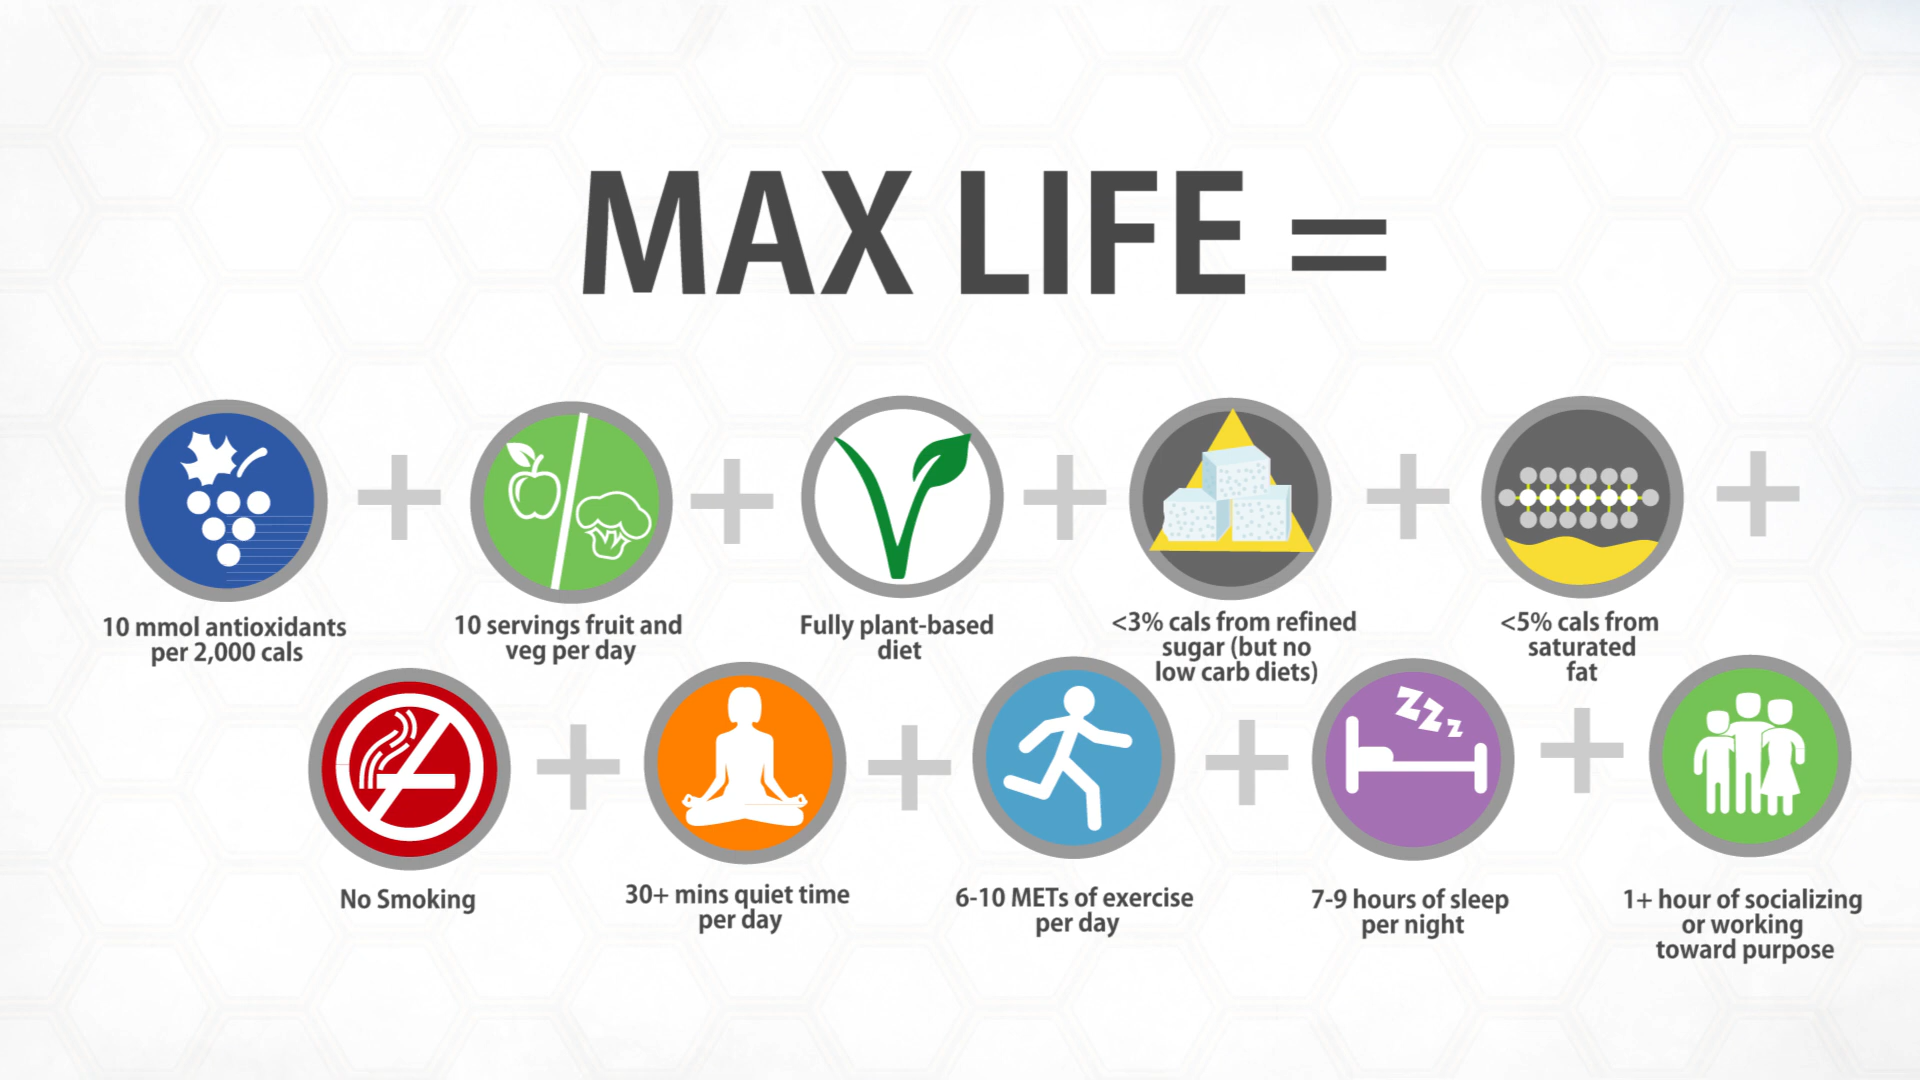 MAX LIFE =
10 mmol antioxidants
per 2,000 cals
10 servings fruit and
veg per day
Fully plant-based
diet
<3% cals from refined
sugar (but no
low carb diets)
<5% cals from
saturated
fat
No Smoking
30+ mins quiet time
per day
6-10 METs of exercise
per day
zzz
7-9 hours of sleep
per night
1+ hour of socializing
or working
toward purpose